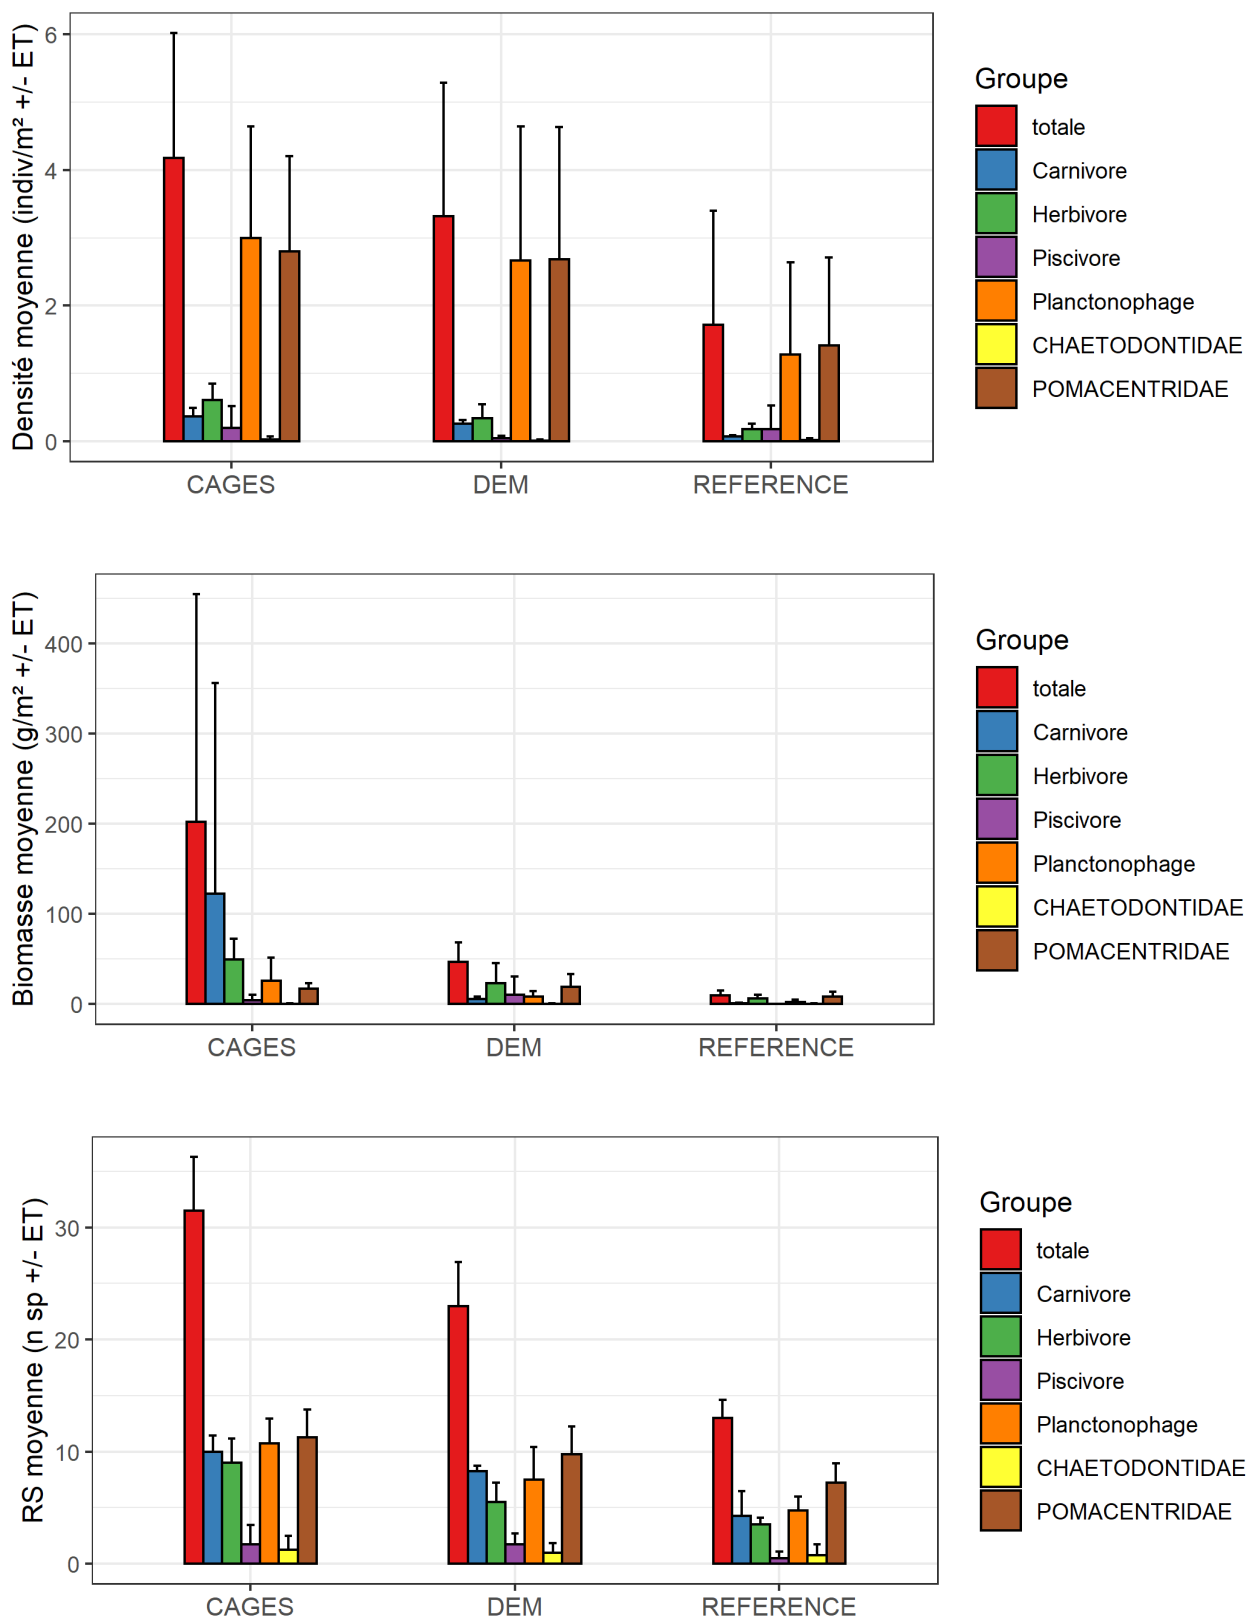 Densité moyenne (indiv/m² +/- ET)
6
4
2
0
CAGES
DEM
REFERENCE
Groupe
totale
Carnivore
Herbivore
Piscivore
Planctonophage
CHAETODONTIDAE
POMACENTRIDAE
Biomasse moyenne (g/m² +/- ET)
400
300
200
100
0
CAGES
DEM
REFERENCE
Groupe
totale
Carnivore
Herbivore
Piscivore
Planctonophage
CHAETODONTIDAE
POMACENTRIDAE
RS moyenne (n sp +/- ET)
30
20
10
0
CAGES
DEM
REFERENCE
Groupe
totale
Carnivore
Herbivore
Piscivore
Planctonophage
CHAETODONTIDAE
POMACENTRIDAE